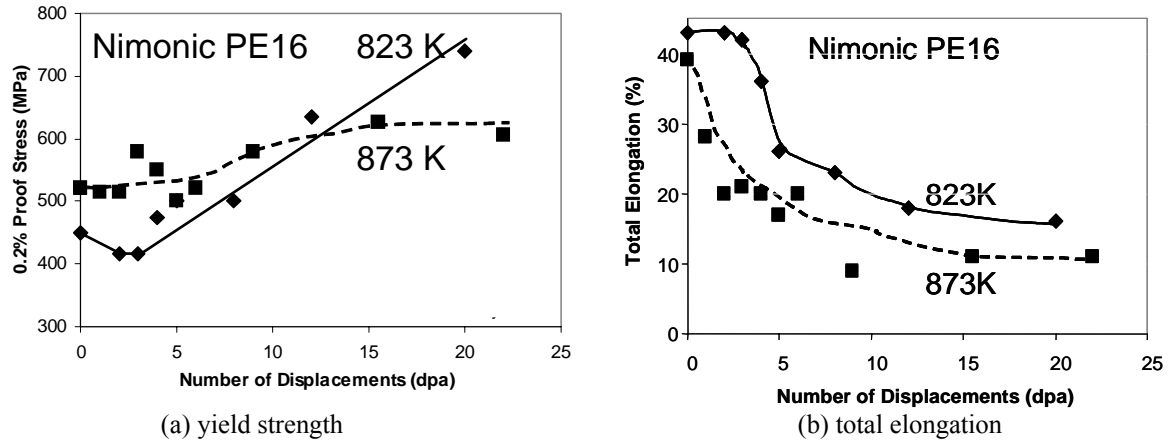 800
700
600
500
400
300
0.2% Proof Stress (MPa)
Nimonic PE16
823 K
873 K
0 5 10 15 20 25
Number of Displacements (dpa)
(a) yield strength
40
30
20
10
0
Total Elongation (%)
Nimonic PE16
823K
873K
0 5 10 15 20 25
Number of Displacements (dpa)
(b) total elongation